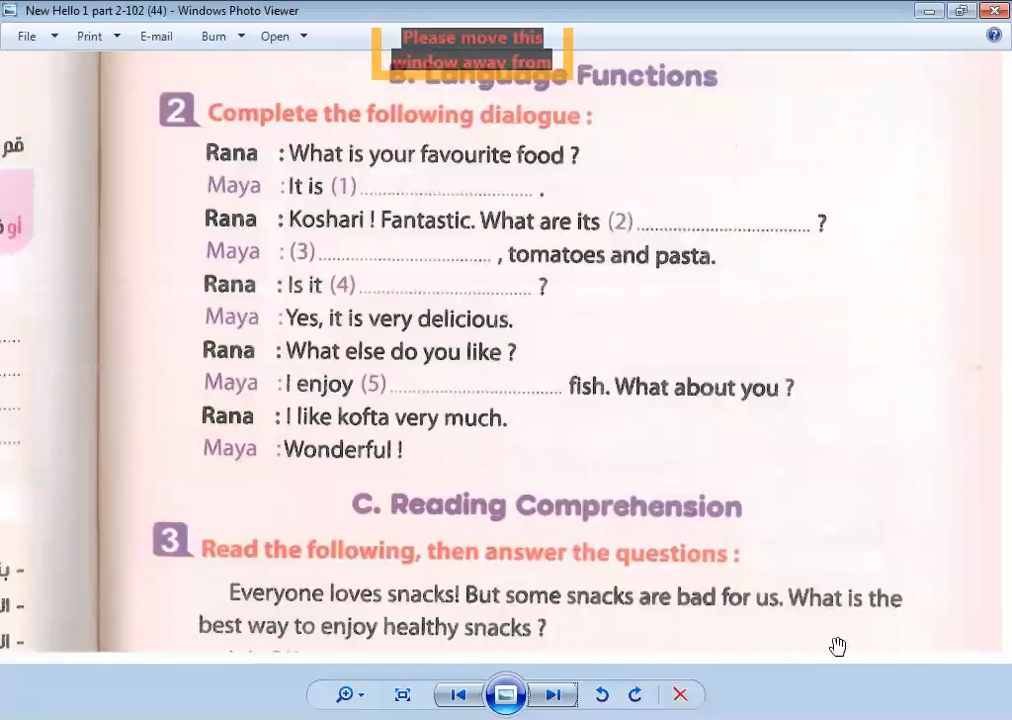 New Hello 1 part 2-102 (44) - Windows Photo Viewer
File Print E-mail Burn Open
Please move this
window away from
B. Language Functions
2 Complete the following dialogue :
Rana : What is your favourite food ?
Maya : It is (1) .
Rana : Koshari ! Fantastic. What are its (2) ?
Maya : (3) , tomatoes and pasta.
Rana : Is it (4) ?
Maya : Yes, it is very delicious.
Rana : What else do you like ?
Maya : I enjoy (5) fish. What about you ?
Rana : I like kofta very much.
Maya : Wonderful !
C. Reading Comprehension
3 Read the following, then answer the questions :
Everyone loves snacks! But some snacks are bad for us. What is the
best way to enjoy healthy snacks ?
قم
أو